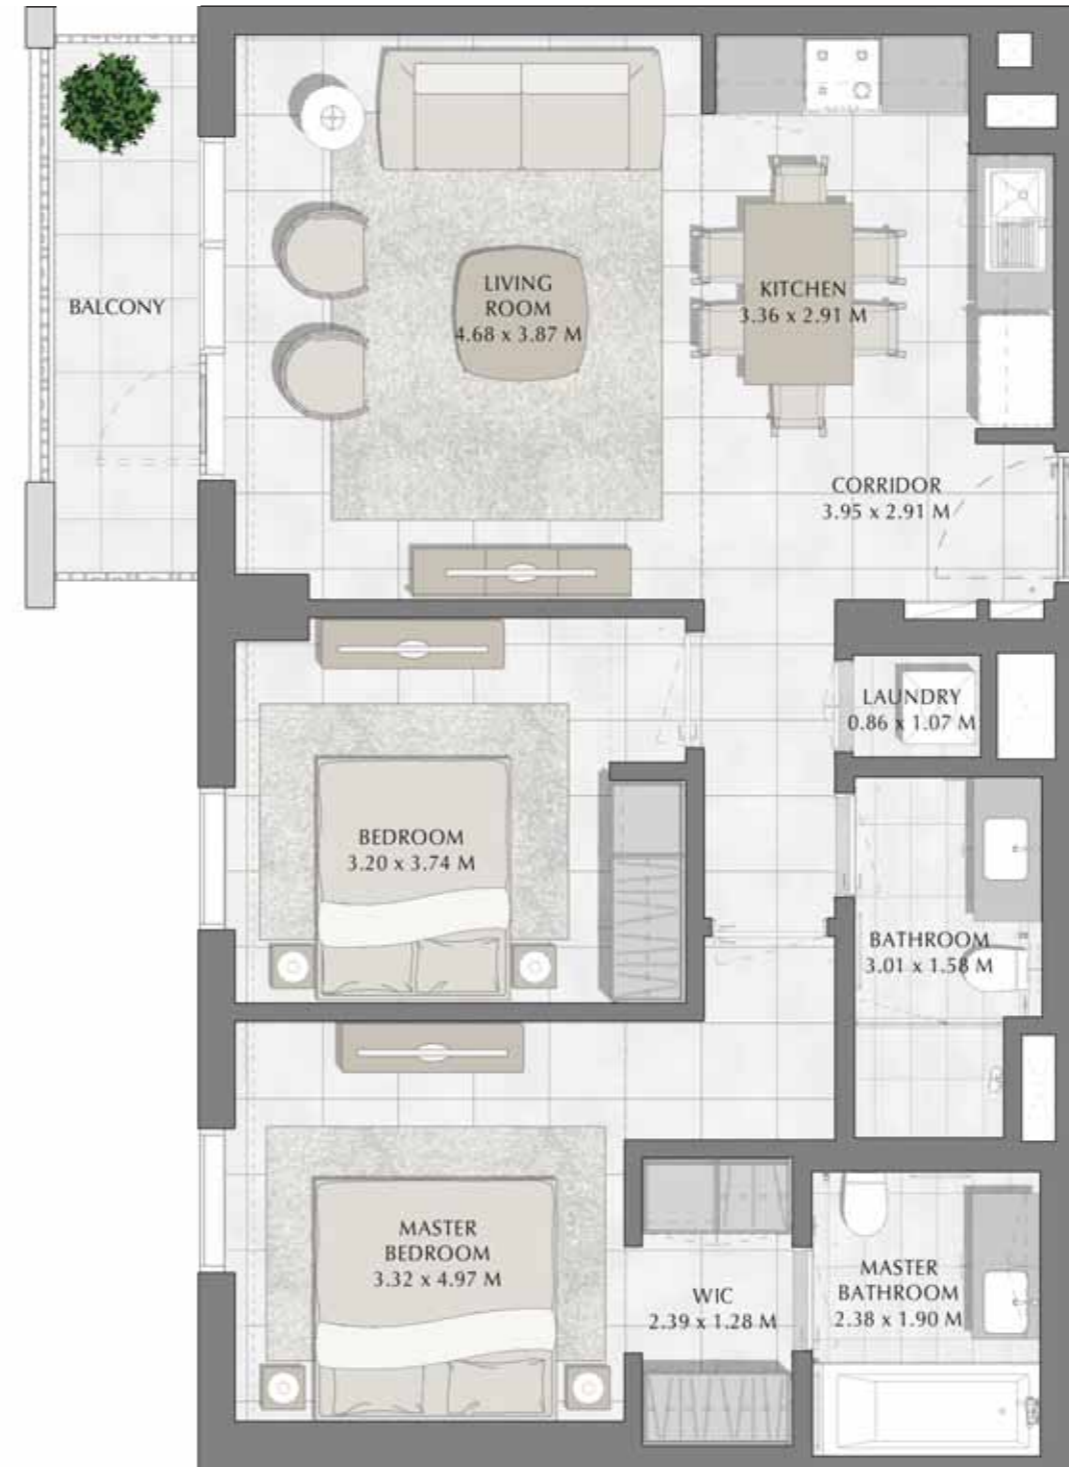 BALCONY
LIVING
ROOM
4.68 x 3.87 M
KITCHEN
3.36 x 2.91 M
CORRIDOR
3.95 x 2.91 M
LAUNDRY
0.86 x 1.07 M
BEDROOM
3.20 x 3.74 M
BATHROOM
3.01 x 1.58 M
MASTER
BEDROOM
3.32 x 4.97 M
WIC
2.39 x 1.28 M
MASTER
BATHROOM
2.38 x 1.90 M